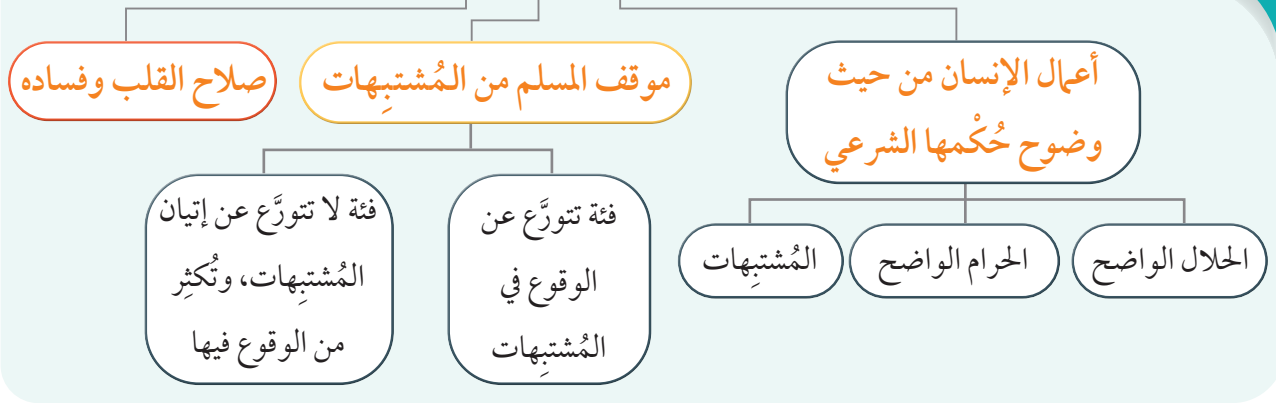 أعمال الإنسان من حيث
وضوح حُكْمها الشرعي
موقف المسلم من المُشتبِهات
صلاح القلب وفساده
الحلال الواضح
الحرام الواضح
المُشتبِهات
فئة تتورَّع عن
الوقوع في
المُشتبِهات
فئة لا تتورَّع عن إتيان
المُشتبِهات، وتُكثِر
من الوقوع فيها